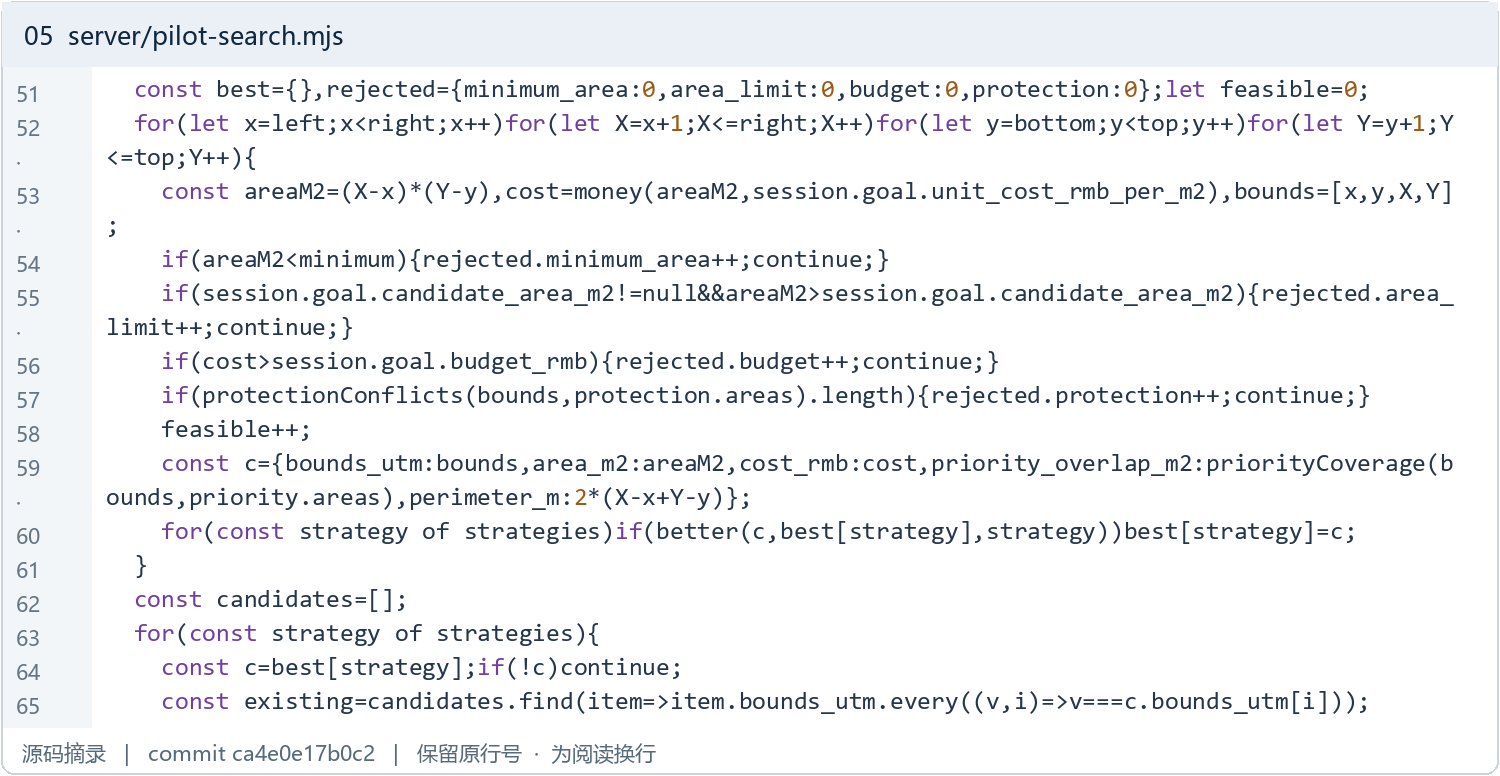 05 server/pilot-search.mjs
51   const best={},rejected={minimum_area:0,area_limit:0,budget:0,protection:0};let feasible=0;
52   for(let x=left;x<right;x++)for(let X=x+1;X<=right;X++)for(let y=bottom;y<top;y++)for(let Y=y+1;Y
· <=top;Y++){
53     const areaM2=(X-x)*(Y-y),cost=money(areaM2,session.goal.unit_cost_rmb_per_m2),bounds=[x,y,X,Y]
· ;
54     if(areaM2<minimum){rejected.minimum_area++;continue;}
55     if(session.goal.candidate_area_m2!=null&&areaM2>session.goal.candidate_area_m2){rejected.area_
· limit++;continue;}
56     if(cost>session.goal.budget_rmb){rejected.budget++;continue;}
57     if(protectionConflicts(bounds,protection.areas).length){rejected.protection++;continue;}
58     feasible++;
59     const c={bounds_utm:bounds,area_m2:areaM2,cost_rmb:cost,priority_overlap_m2:priorityCoverage(b
· ounds,priority.areas),perimeter_m:2*(X-x+Y-y)};
60     for(const strategy of strategies)if(better(c,best[strategy],strategy))best[strategy]=c;
61   }
62   const candidates=[];
63   for(const strategy of strategies){
64     const c=best[strategy];if(!c)continue;
65     const existing=candidates.find(item=>item.bounds_utm.every((v,i)=>v===c.bounds_utm[i]));
源码摘录 | commit ca4e0e17b0c2 | 保留原行号 · 为阅读换行